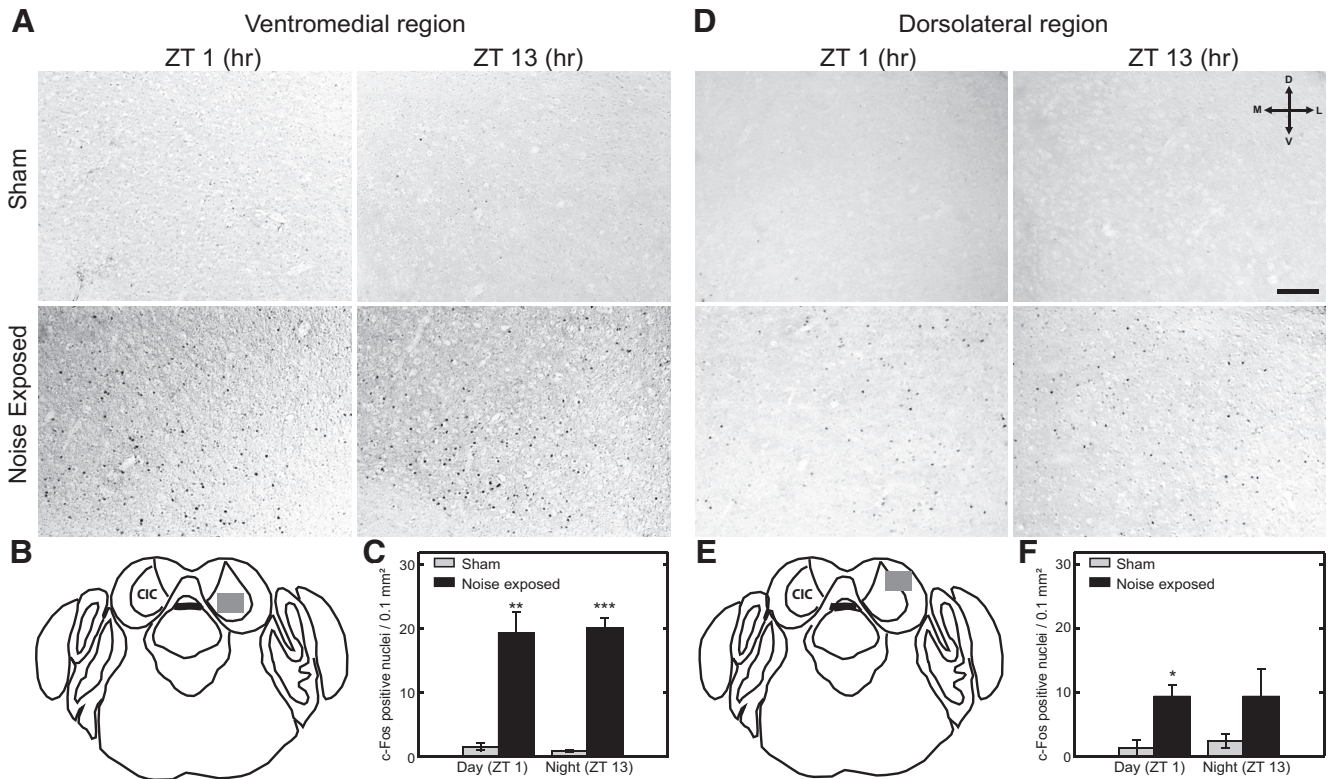 A
Ventromedial region
ZT 1 (hr)
ZT 13 (hr)
Sham
Noise Exposed
D
Dorsolateral region
ZT 1 (hr)
ZT 13 (hr)
D
M
L
V
B
CIC
C
c-Fos positive nuclei / 0.1 mm²
30
20
10
0
Sham
Noise exposed
**
***
Day (ZT 1)
Night (ZT 13)
E
CIC
F
c-Fos positive nuclei / 0.1 mm²
30
20
10
0
Sham
Noise exposed
*
Day (ZT 1)
Night (ZT 13)